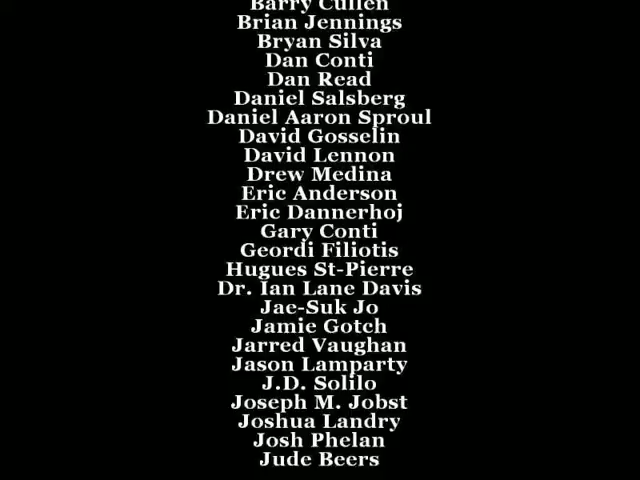 Barry Cullen
Brian Jennings
Bryan Silva
Dan Conti
Dan Read
Daniel Salsberg
Daniel Aaron Sproul
David Gosselin
David Lennon
Drew Medina
Eric Anderson
Eric Dannerhoj
Gary Conti
Geordi Filiotis
Hugues St-Pierre
Dr. Ian Lane Davis
Jae-Suk Jo
Jamie Gotch
Jarred Vaughan
Jason Lamparty
J.D. Solilo
Joseph M. Jobst
Joshua Landry
Josh Phelan
Jude Beers